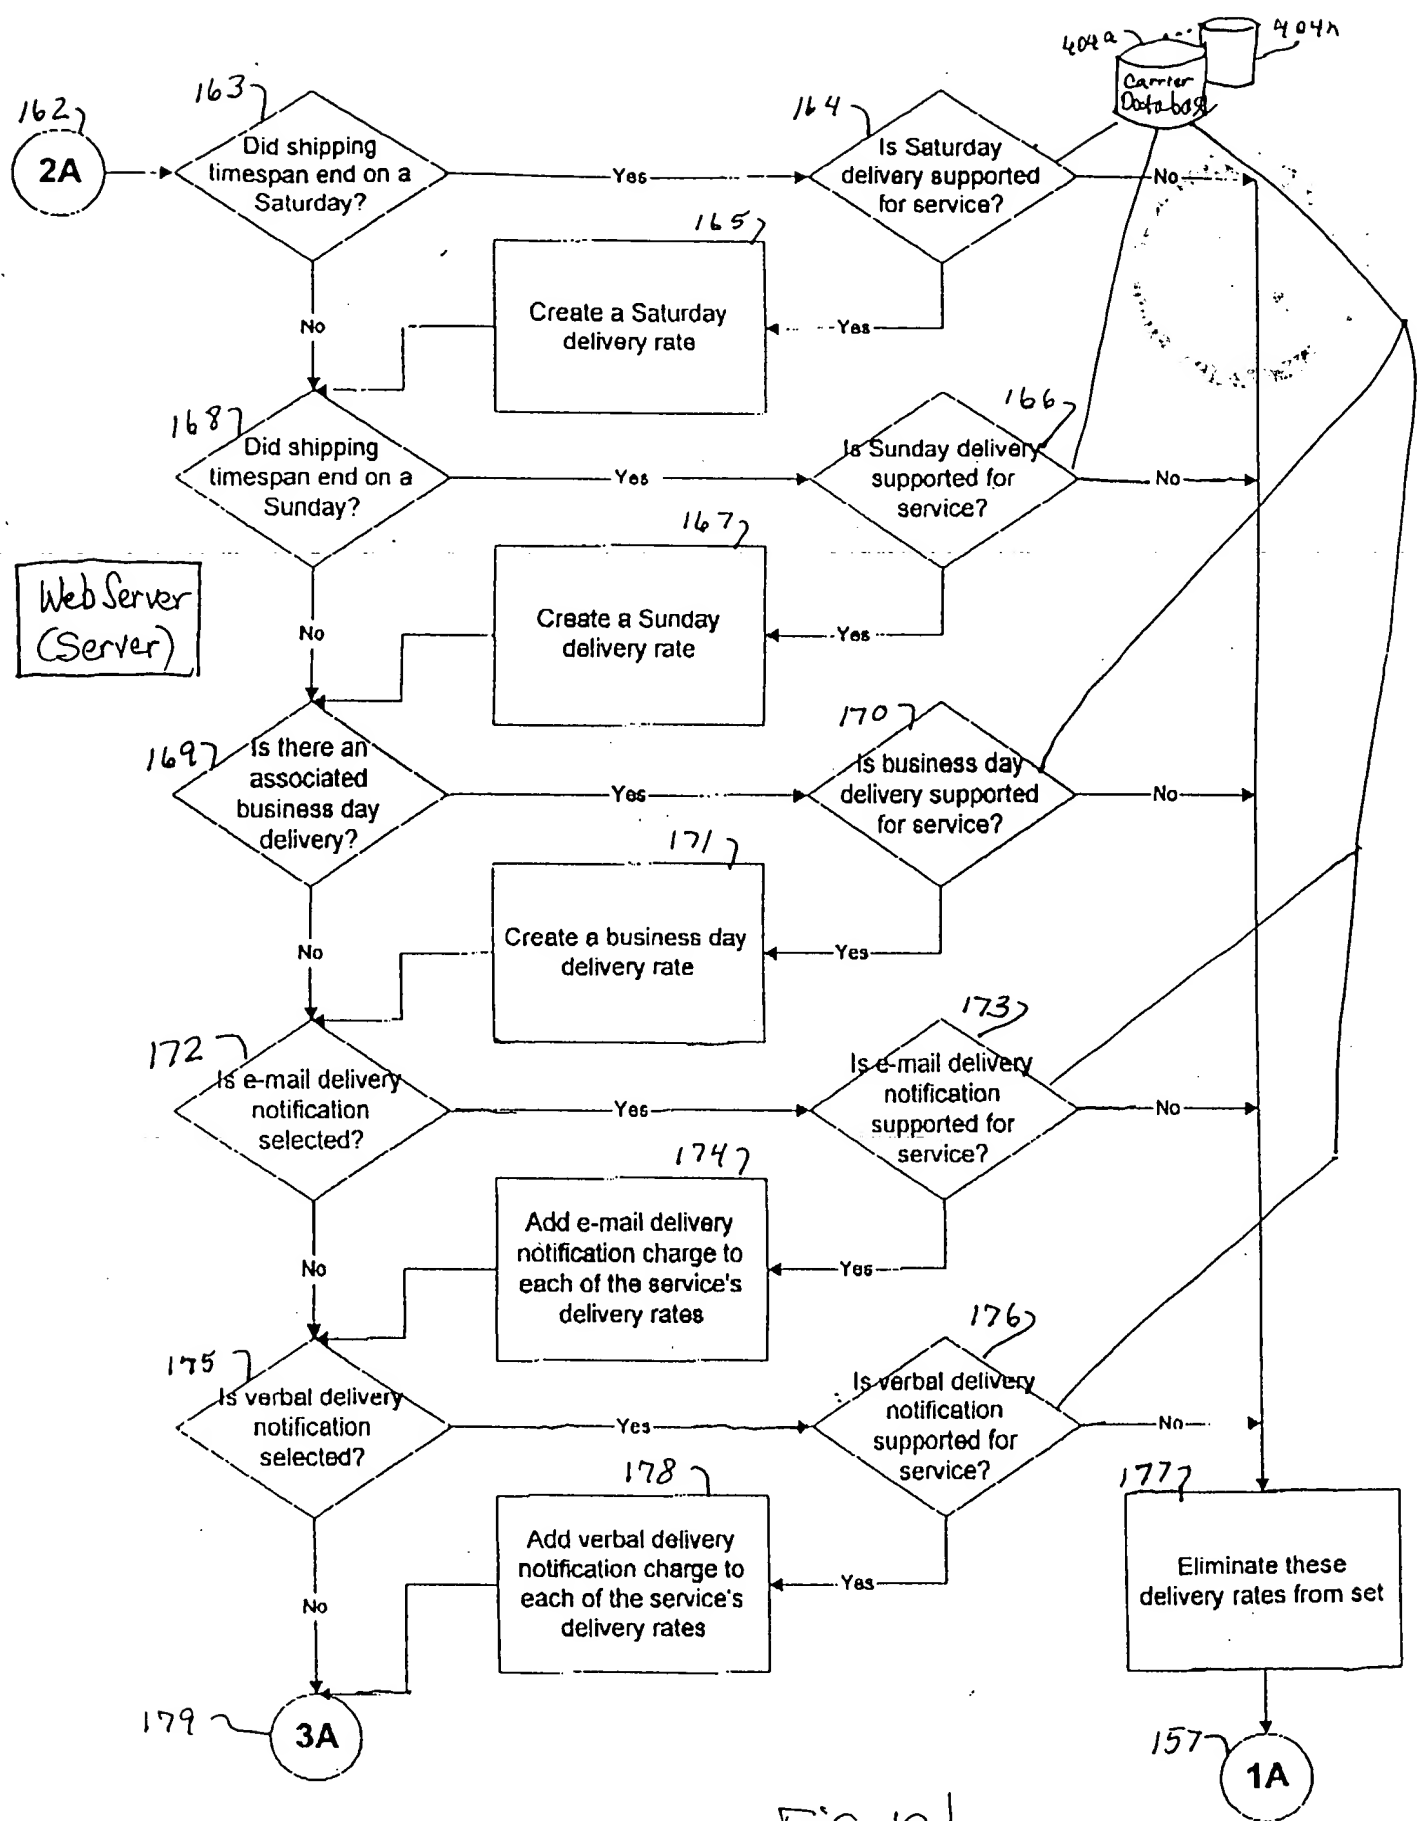 404a
404n
Carrier
Database
162
2A
163
Did shipping
timespan end on a
Saturday?
Yes
164
Is Saturday
delivery supported
for service?
No
165
Create a Saturday
delivery rate
Yes
No
168
Did shipping
timespan end on a
Sunday?
Yes
166
Is Sunday delivery
supported for
service?
No
167
Create a Sunday
delivery rate
Yes
No
Web Server
(Server)
169
Is there an
associated
business day
delivery?
Yes
170
Is business day
delivery supported
for service?
No
171
Create a business day
delivery rate
Yes
No
172
Is e-mail delivery
notification
selected?
Yes
173
Is e-mail delivery
notification
supported for
service?
No
174
Add e-mail delivery
notification charge to
each of the service's
delivery rates
Yes
No
175
Is verbal delivery
notification
selected?
Yes
176
Is verbal delivery
notification
supported for
service?
No
178
Add verbal delivery
notification charge to
each of the service's
delivery rates
Yes
No
177
Eliminate these
delivery rates from set
179
3A
157
1A